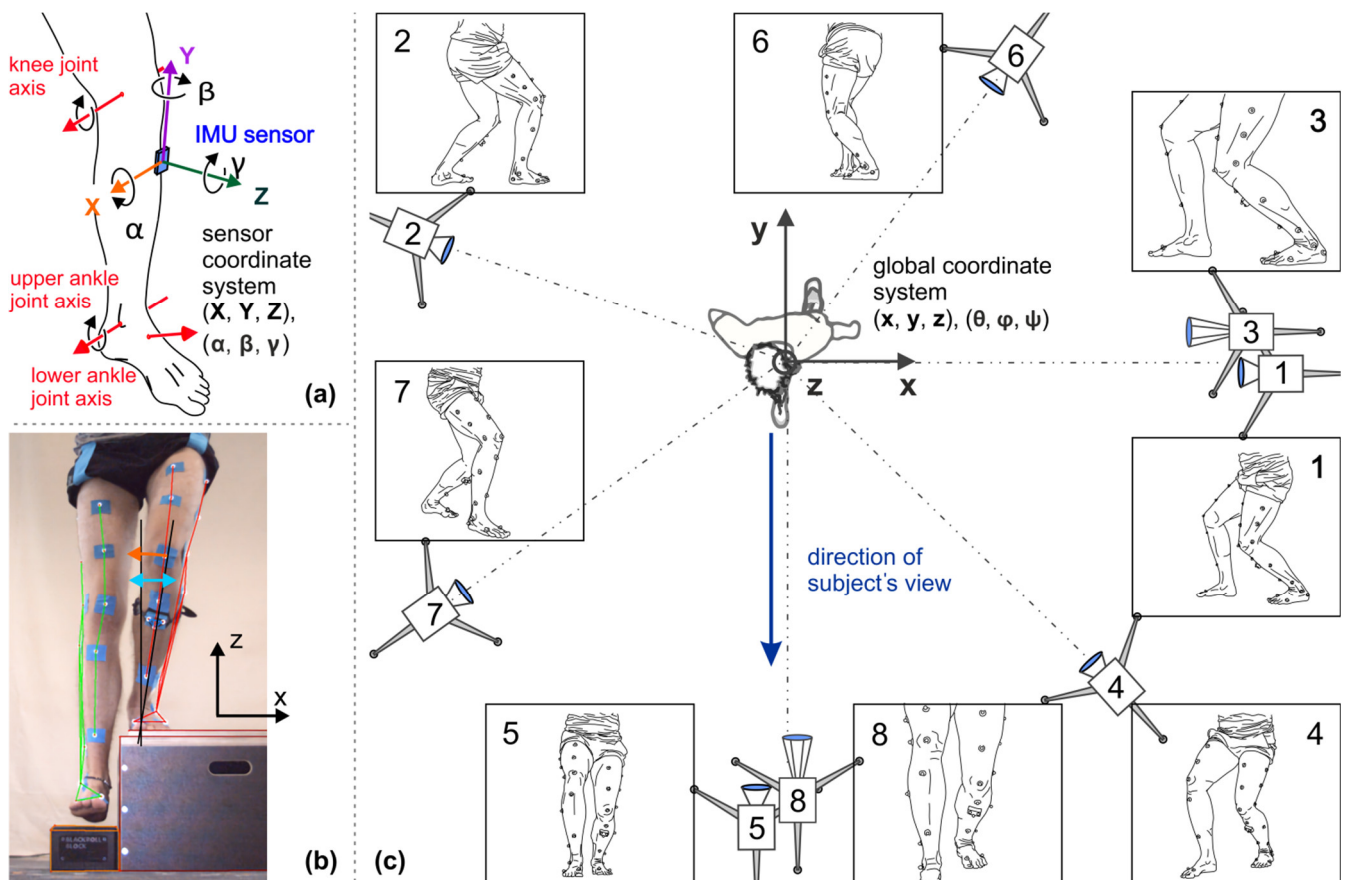 knee joint
axis
Y
β
IMU sensor
γ
X
Z
α
sensor
coordinate
system
(X, Y, Z),
(α, β, γ)
upper ankle
joint axis
lower ankle
joint axis
(a)
z
x
BLACKROLL
BLOCK
(b)
2
2
6
6
3
3
1
1
y
global coordinate
system
(x, y, z), (θ, φ, ψ)
z
x
7
7
direction of
subject's view
4
4
5
5
8
8
(c)